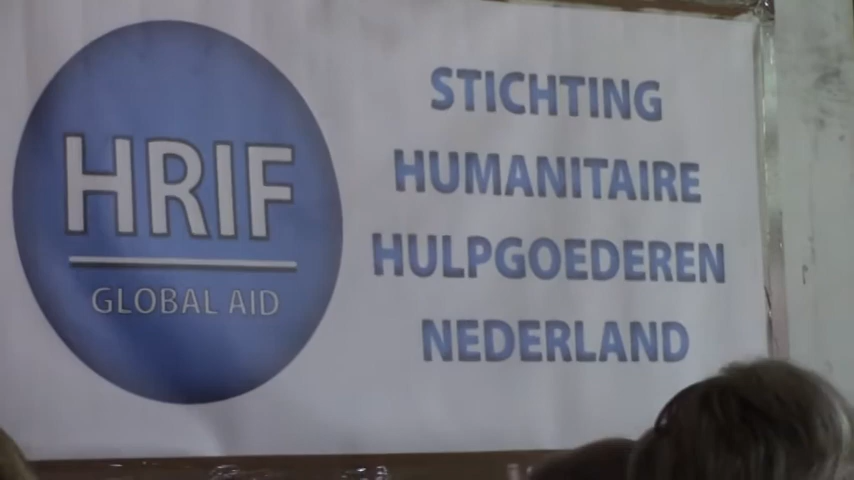 HRIF
GLOBAL AID
STICHTING
HUMANITAIRE
HULPGOEDEREN
NEDERLAND